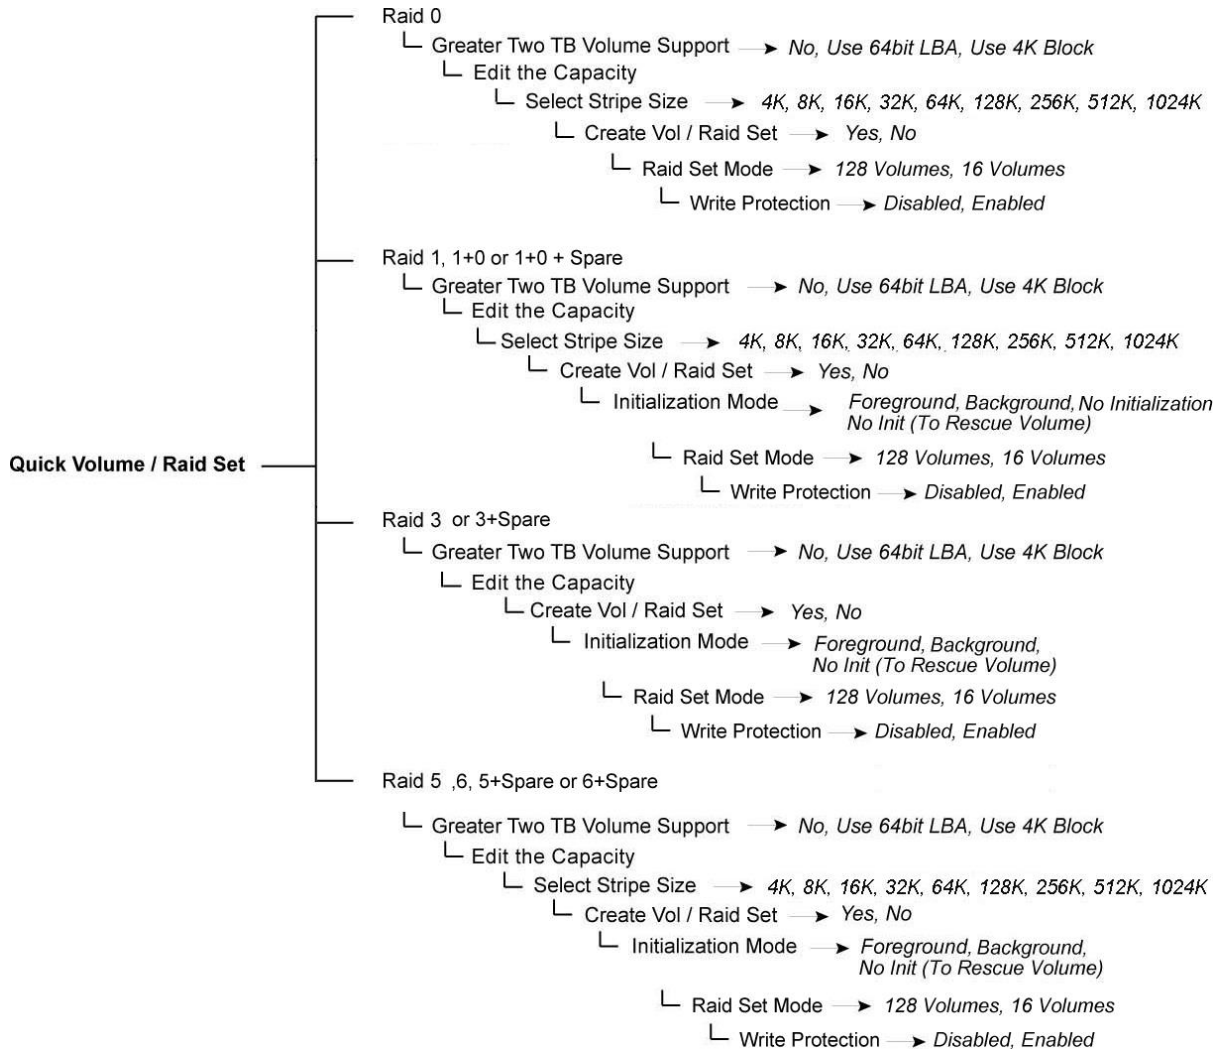 Raid 0
Greater Two TB Volume Support No, Use 64bit LBA, Use 4K Block
Edit the Capacity
Select Stripe Size 4K, 8K, 16K, 32K, 64K, 128K, 256K, 512K, 1024K
Create Vol / Raid Set Yes, No
Raid Set Mode 128 Volumes, 16 Volumes
Write Protection Disabled, Enabled
Raid 1, 1+0 or 1+0 + Spare
Greater Two TB Volume Support No, Use 64bit LBA, Use 4K Block
Edit the Capacity
Select Stripe Size 4K, 8K, 16K, 32K, 64K, 128K, 256K, 512K, 1024K
Create Vol / Raid Set Yes, No
Initialization Mode Foreground, Background, No Initialization
No Init (To Rescue Volume)
Raid Set Mode 128 Volumes, 16 Volumes
Quick Volume / Raid Set
Write Protection Disabled, Enabled
Raid 3 or 3+Spare
Greater Two TB Volume Support No, Use 64bit LBA, Use 4K Block
Edit the Capacity
Create Vol / Raid Set Yes, No
Initialization Mode Foreground, Background,
No Init (To Rescue Volume)
Raid Set Mode 128 Volumes, 16 Volumes
Write Protection Disabled, Enabled
Raid 5 ,6, 5+Spare or 6+Spare
Greater Two TB Volume Support No, Use 64bit LBA, Use 4K Block
Edit the Capacity
Select Stripe Size 4K, 8K, 16K, 32K, 64K, 128K, 256K, 512K, 1024K
Create Vol / Raid Set Yes, No
Initialization Mode Foreground, Background,
No Init (To Rescue Volume)
Raid Set Mode 128 Volumes, 16 Volumes
Write Protection Disabled, Enabled